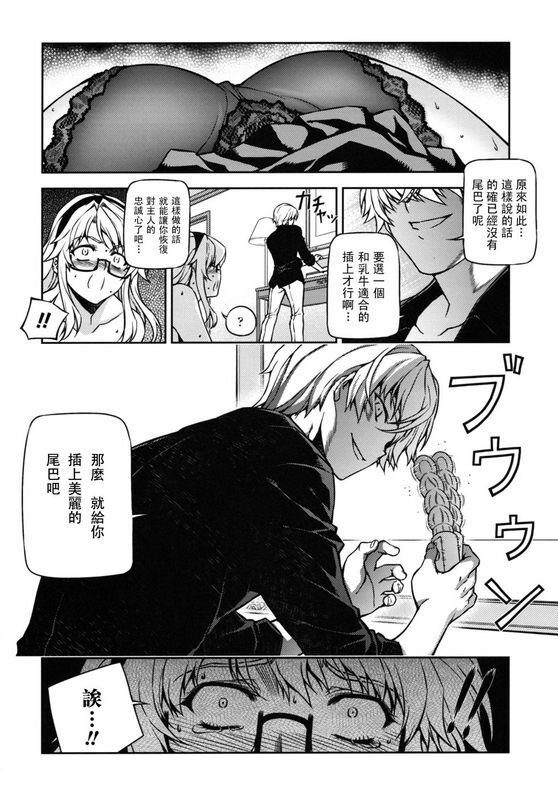 原來如此…
這樣說的話
的確已經沒有
尾巴了呢
要選一個
和乳牛適合的
插上才行啊…
ガチャッ
?
這樣做的話
就能讓你恢復
對主人的
忠誠心了吧…
!!
ブウウゥン
那麼 就給你
插上美麗的
尾巴吧
誒…!!